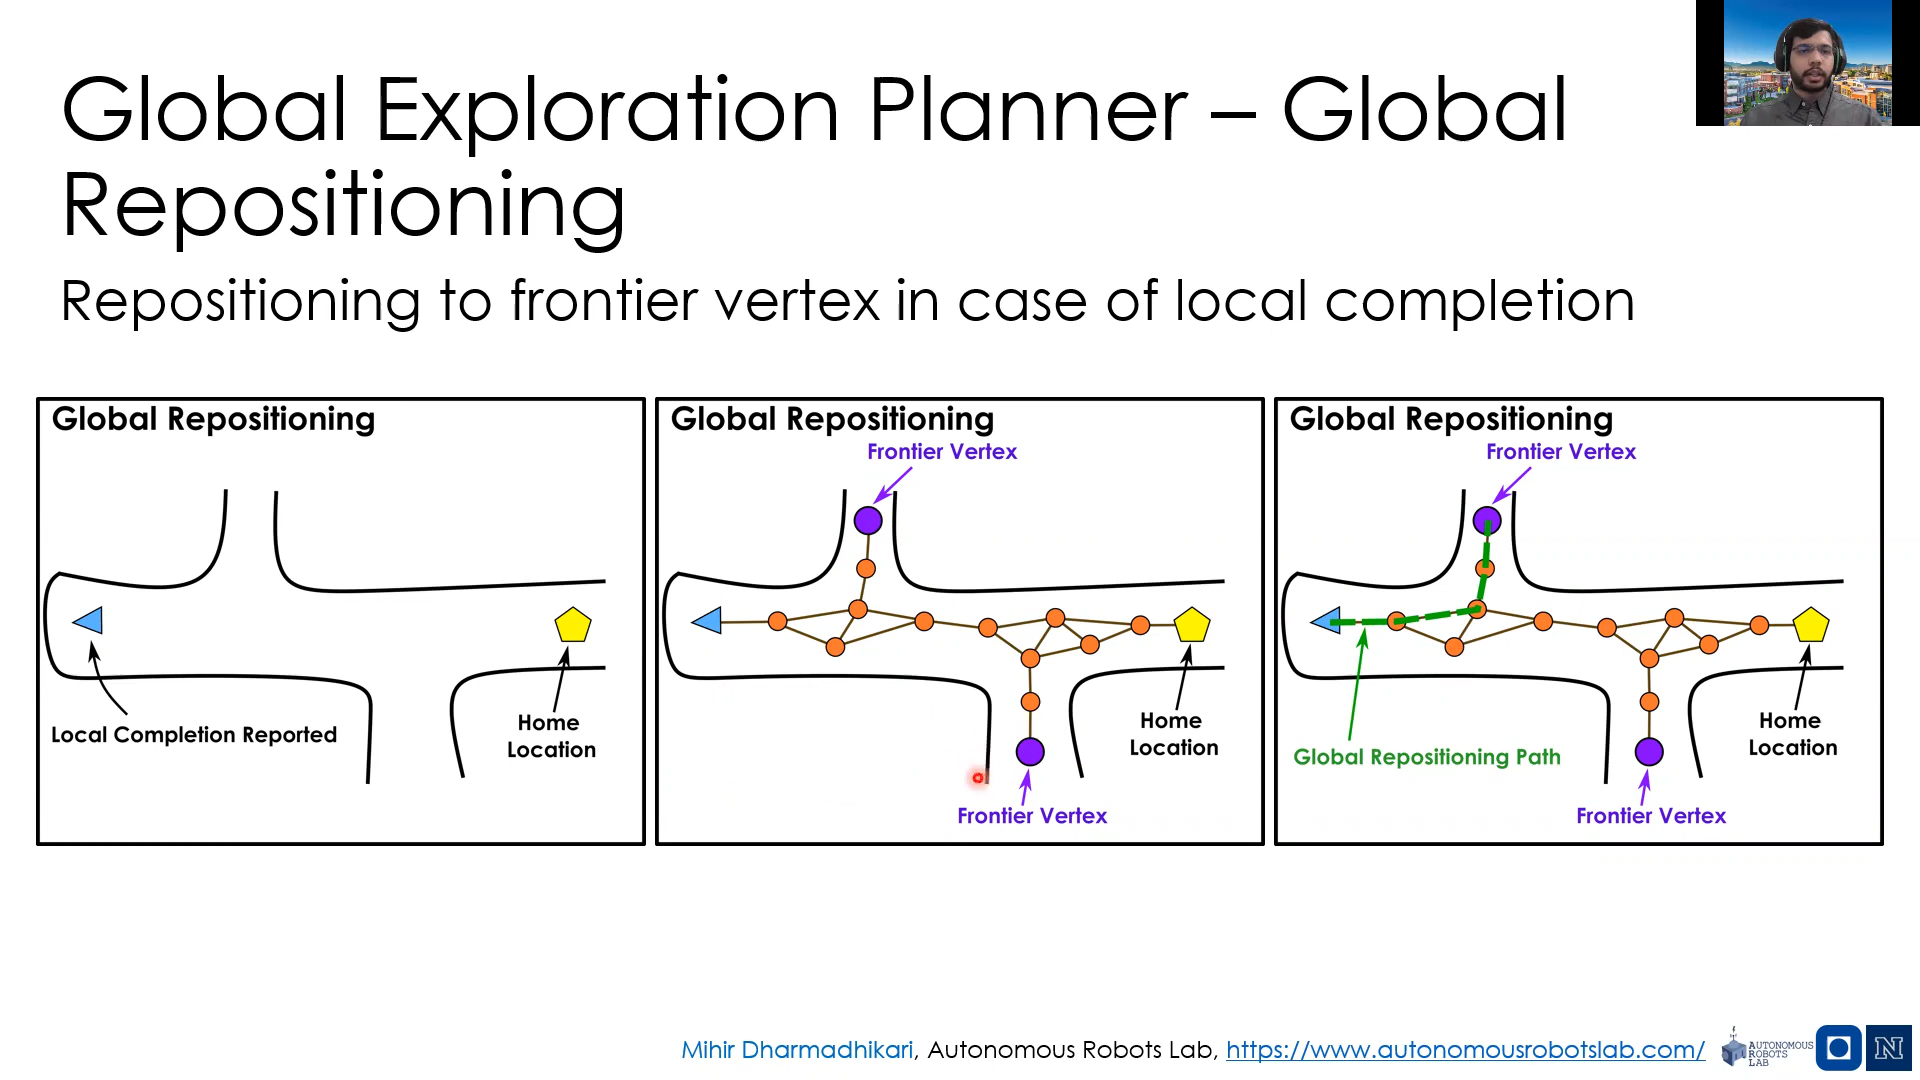 Global Exploration Planner – Global
Repositioning
Repositioning to frontier vertex in case of local completion
Global Repositioning
Local Completion Reported
Home
Location
Global Repositioning
Frontier Vertex
Home
Location
Frontier Vertex
Global Repositioning
Frontier Vertex
Global Repositioning Path
Home
Location
Frontier Vertex
Mihir Dharmadhikari, Autonomous Robots Lab, https://www.autonomousrobotslab.com/
AUTONOMOUS
ROBOTS
LAB
N